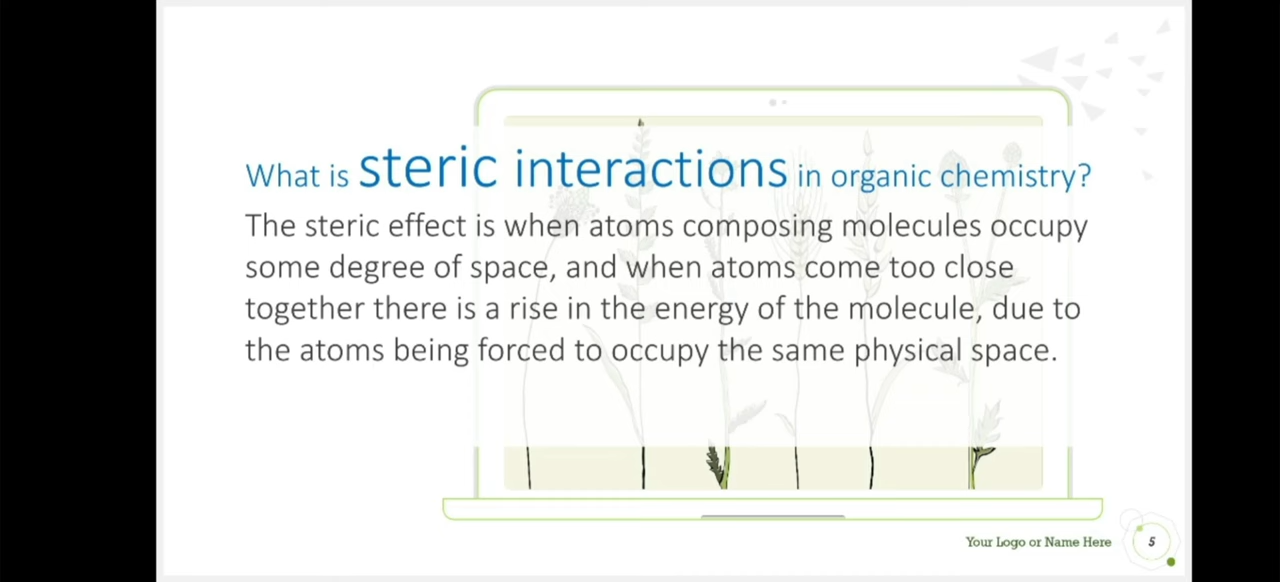 What is steric interactions in organic chemistry?
The steric effect is when atoms composing molecules occupy
some degree of space, and when atoms come too close
together there is a rise in the energy of the molecule, due to
the atoms being forced to occupy the same physical space.
Your Logo or Name Here
5